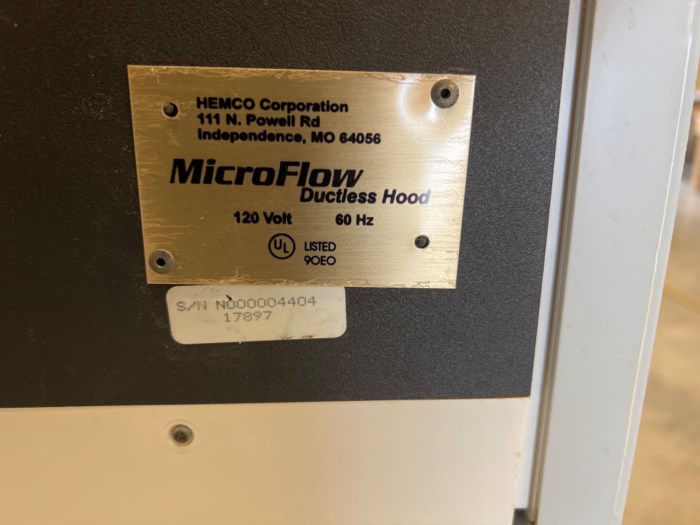 HEMCO Corporation
111 N. Powell Rd
Independence, MO 64056
MicroFlow
Ductless Hood
120 Volt 60 Hz
UL LISTED
90E0
S/N N000004404
17897